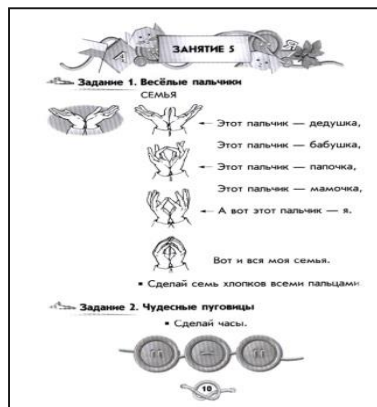 ЗАНЯТИЕ 5
Задание 1. Весёлые пальчики
СЕМЬЯ
Этот пальчик — дедушка,
Этот пальчик — бабушка,
Этот пальчик — папочка,
Этот пальчик — мамочка,
А вот этот пальчик — я.
Вот и вся моя семья.
▪ Сделай семь хлопков всеми пальцами.
Задание 2. Чудесные пуговицы
▪ Сделай часы.
10